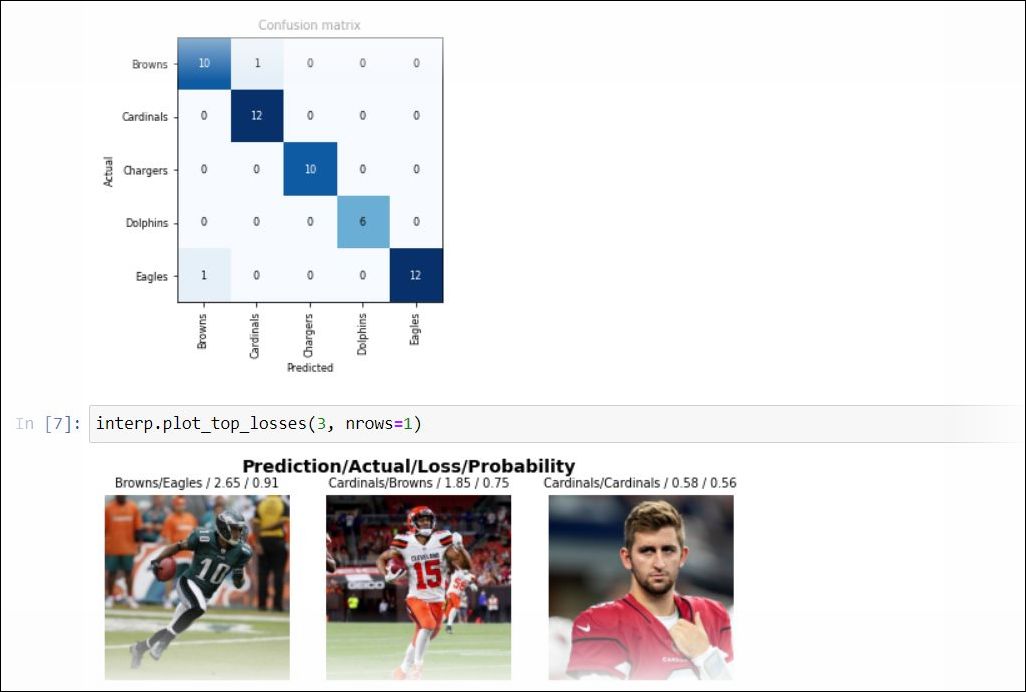 Confusion matrix
Actual
Browns 10 1 0 0 0
Cardinals 0 12 0 0 0
Chargers 0 0 10 0 0
Dolphins 0 0 0 6 0
Eagles 1 0 0 0 12
Browns Cardinals Chargers Dolphins Eagles
Predicted
In [7]: interp.plot_top_losses(3, nrows=1)
Prediction/Actual/Loss/Probability
Browns/Eagles / 2.65 / 0.91
Cardinals/Browns / 1.85 / 0.75
Cardinals/Cardinals / 0.58 / 0.56
10
CLEVELAND
15
GEICO